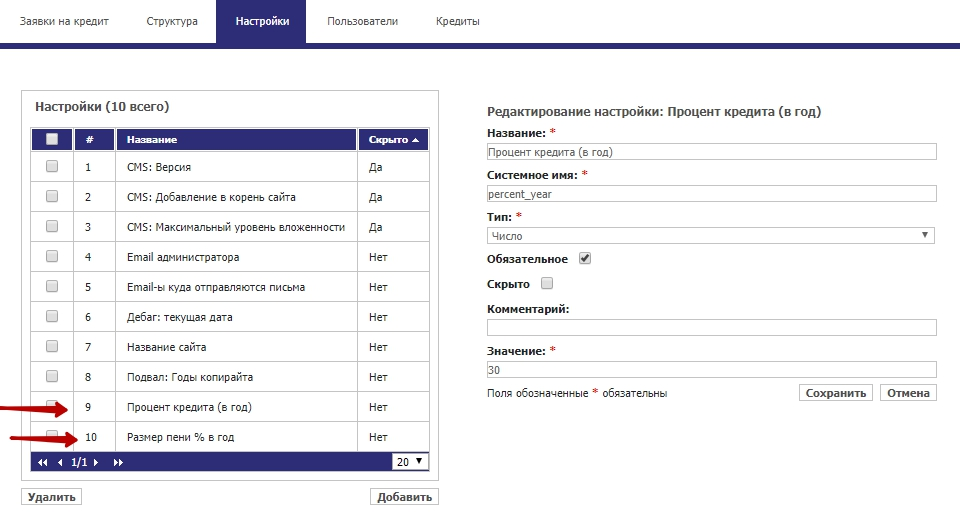 Заявки на кредит Структура Настройки Пользователи Кредиты
Настройки (10 всего)
# Название Скрыто
1 CMS: Версия Да
2 CMS: Добавление в корень сайта Да
3 CMS: Максимальный уровень вложенности Да
4 Email администратора Нет
5 Email-ы куда отправляются письма Нет
6 Дебаг: текущая дата Нет
7 Название сайта Нет
8 Подвал: Годы копирайта Нет
9 Процент кредита (в год) Нет
10 Размер пени % в год Нет
1/1 20
Удалить Добавить
Редактирование настройки: Процент кредита (в год)
Название: *
Процент кредита (в год)
Системное имя: *
percent_year
Тип: *
Число
Обязательное
Скрыто
Комментарий:
Значение: *
30
Поля обозначенные * обязательны Сохранить Отмена